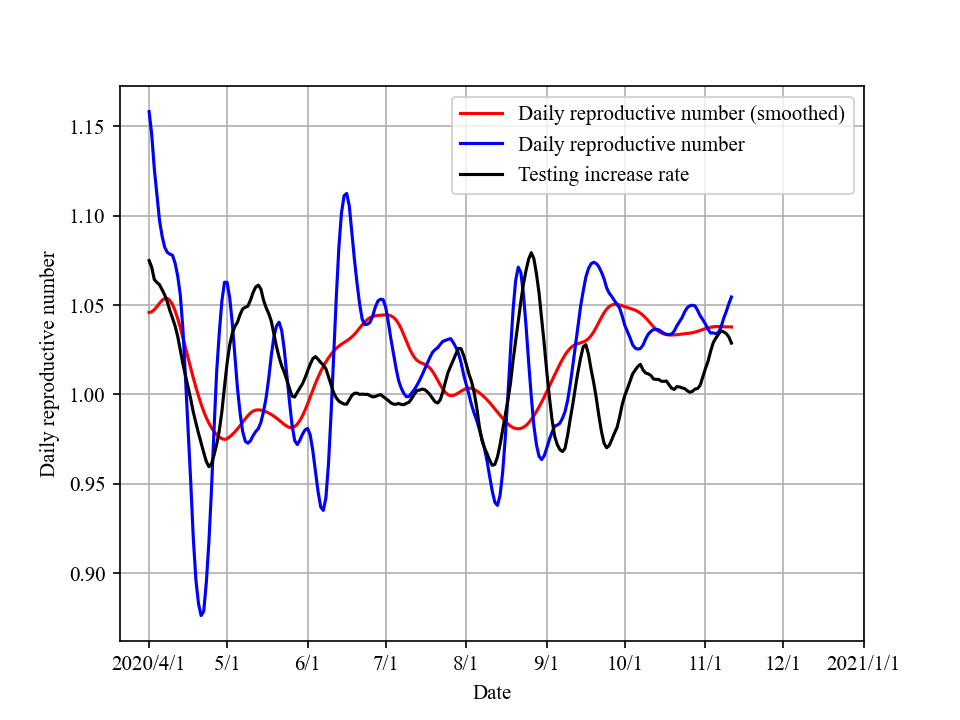 Daily reproductive number (smoothed)
Daily reproductive number
Testing increase rate
Daily reproductive number
1.15
1.10
1.05
1.00
0.95
0.90
2020/4/1 5/1 6/1 7/1 8/1 9/1 10/1 11/1 12/1 2021/1/1
Date